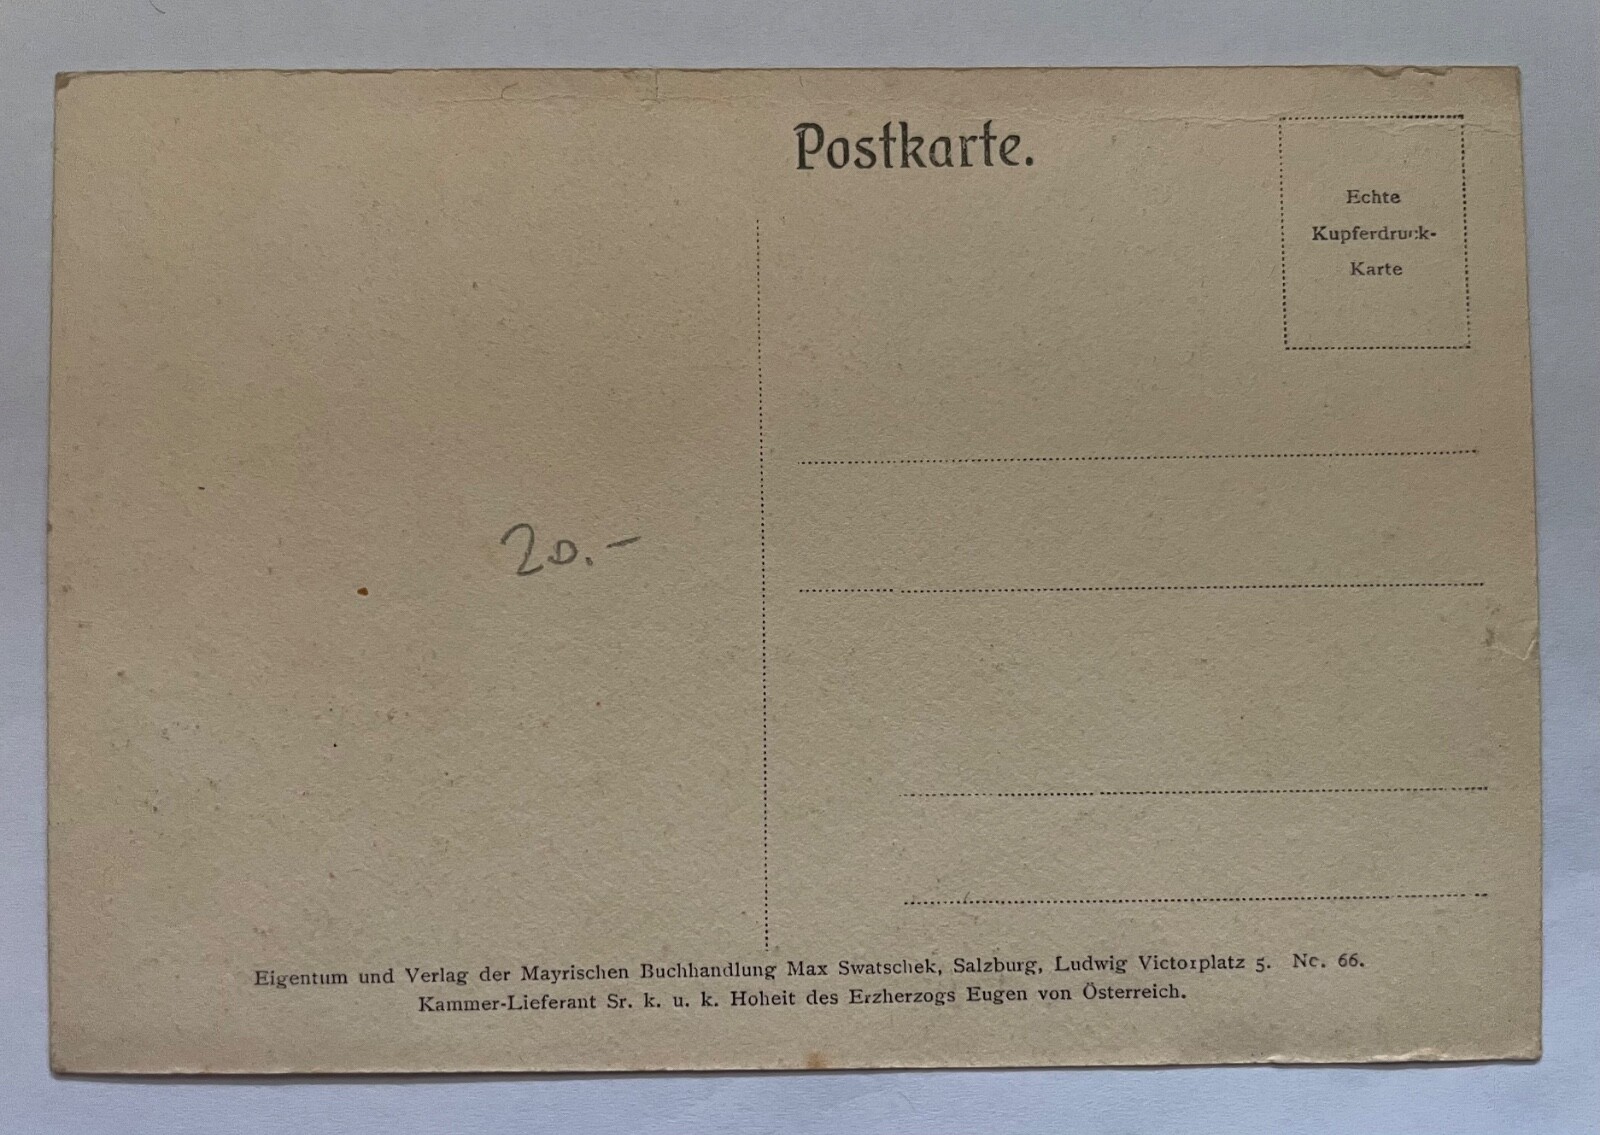 Postkarte.
Echte
Kupferdruck-
Karte
20.-
Eigentum und Verlag der Mayrischen Buchhandlung Max Swatschek, Salzburg, Ludwig Victorplatz 5. No. 66.
Kammer-Lieferant Sr. k. u. k. Hoheit des Erzherzogs Eugen von Österreich.